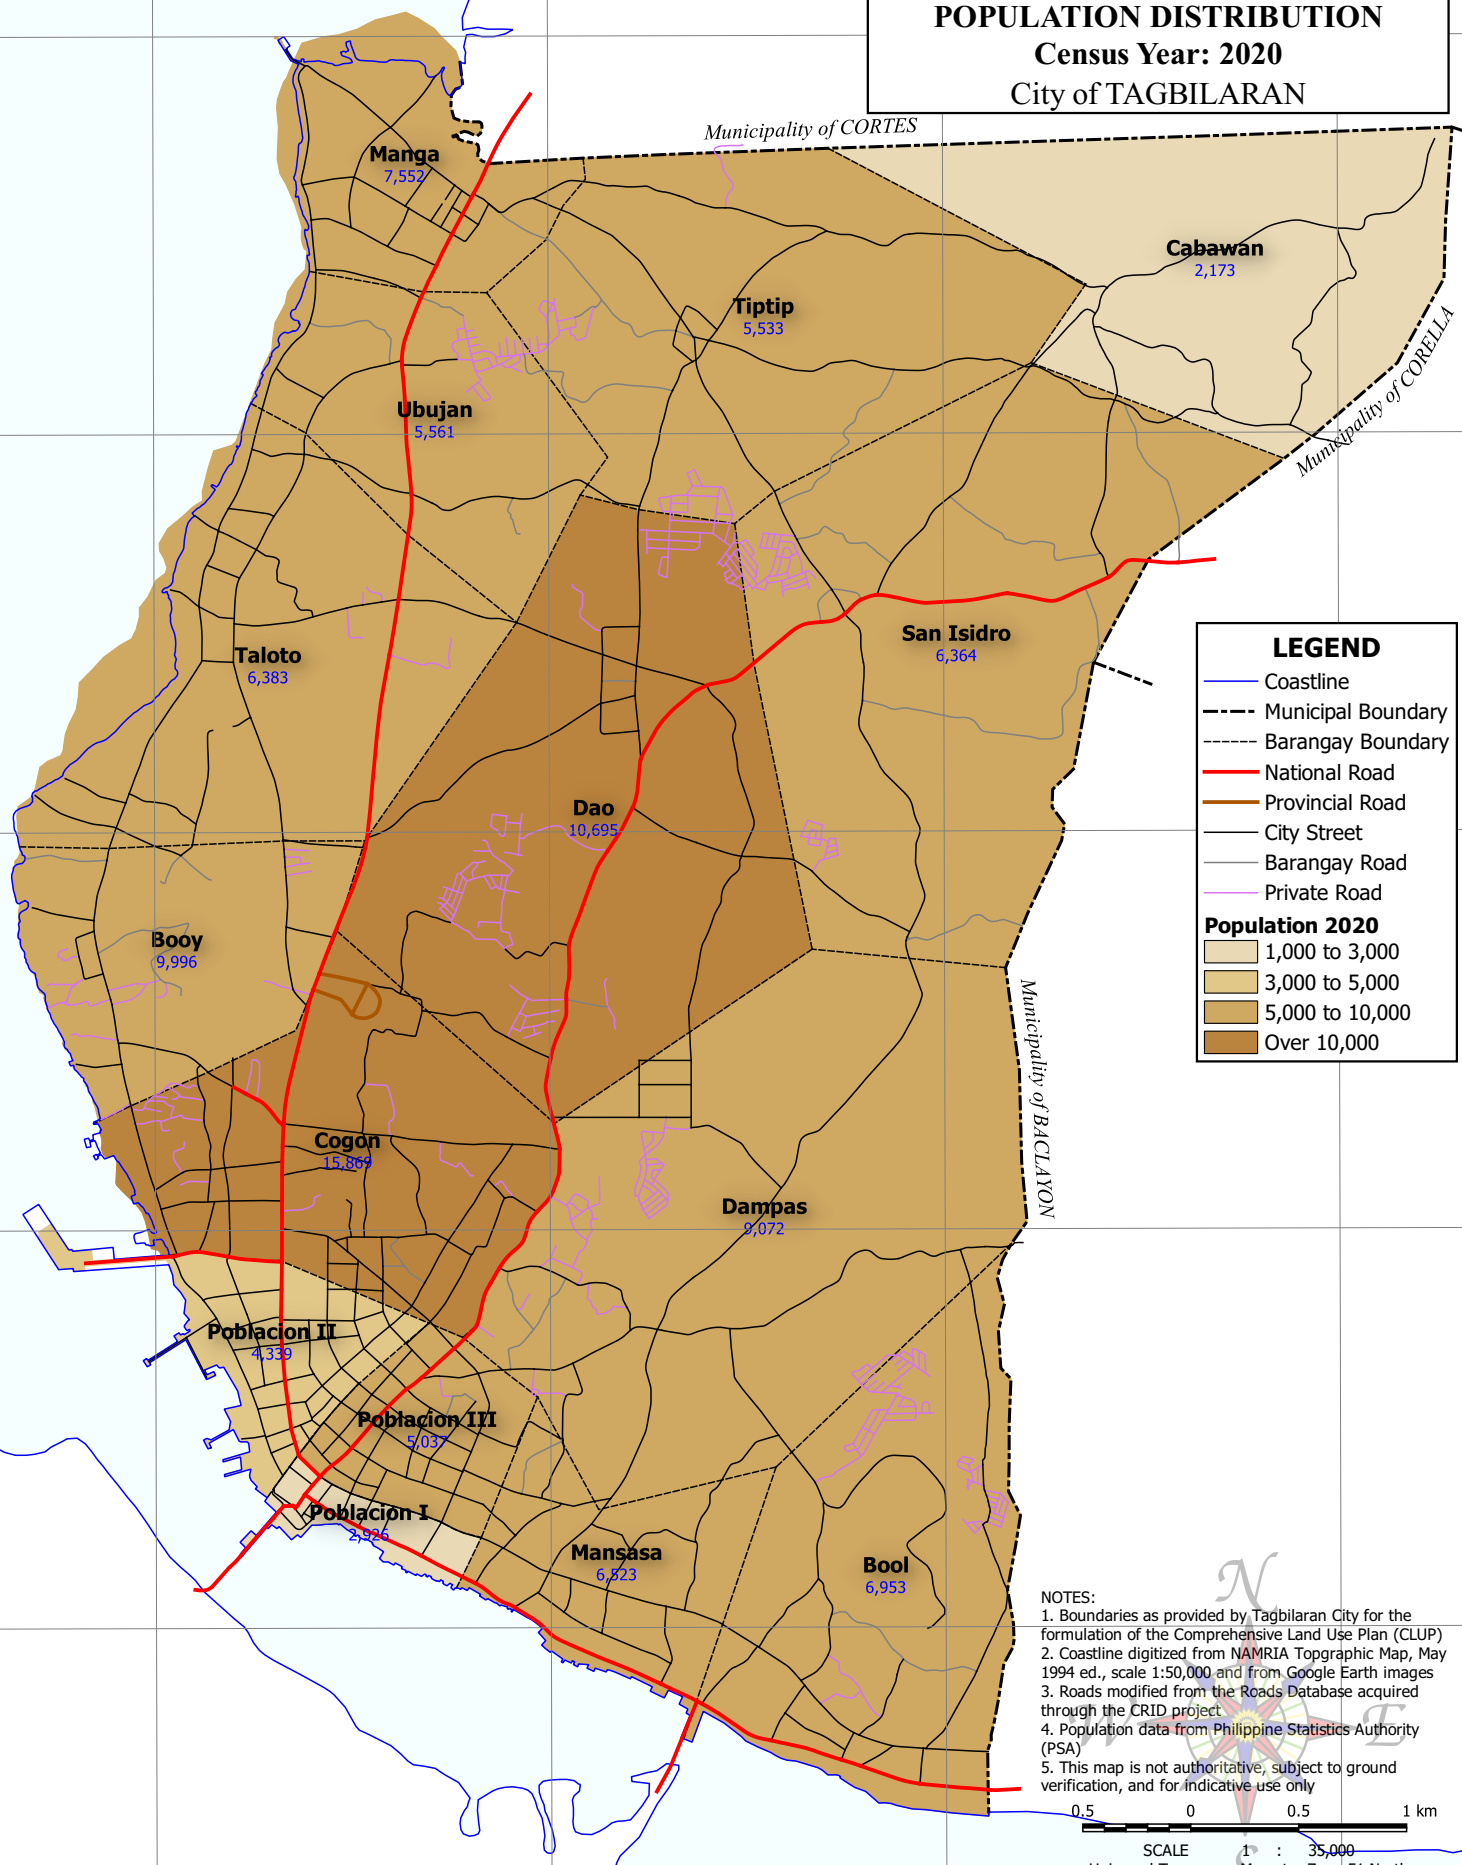 POPULATION DISTRIBUTION
Census Year: 2020
City of TAGBILARAN
Municipality of CORTES
Manga
7,552
Cabawan
2,173
Tiptip
5,533
Municipality of CORELLA
Ubujan
5,561
San Isidro
6,364
Taloto
6,383
Dao
10,695
Booy
9,996
Municipality of BACLAYON
Cogon
15,869
Dampas
9,072
Poblacion II
4,339
Poblacion III
5,037
Poblacion I
2,926
Mansasa
6,523
Bool
6,953
LEGEND
Coastline
Municipal Boundary
Barangay Boundary
National Road
Provincial Road
City Street
Barangay Road
Private Road
Population 2020
1,000 to 3,000
3,000 to 5,000
5,000 to 10,000
Over 10,000
N
W
E
NOTES:
1. Boundaries as provided by Tagbilaran City for the
formulation of the Comprehensive Land Use Plan (CLUP)
2. Coastline digitized from NAMRIA Topgraphic Map, May
1994 ed., scale 1:50,000 and from Google Earth images
3. Roads modified from the Roads Database acquired
through the CRID project
4. Population data from Philippine Statistics Authority
(PSA)
5. This map is not authoritative, subject to ground
verification, and for indicative use only
0.5 0 0.5 1 km
SCALE 1 : 35,000